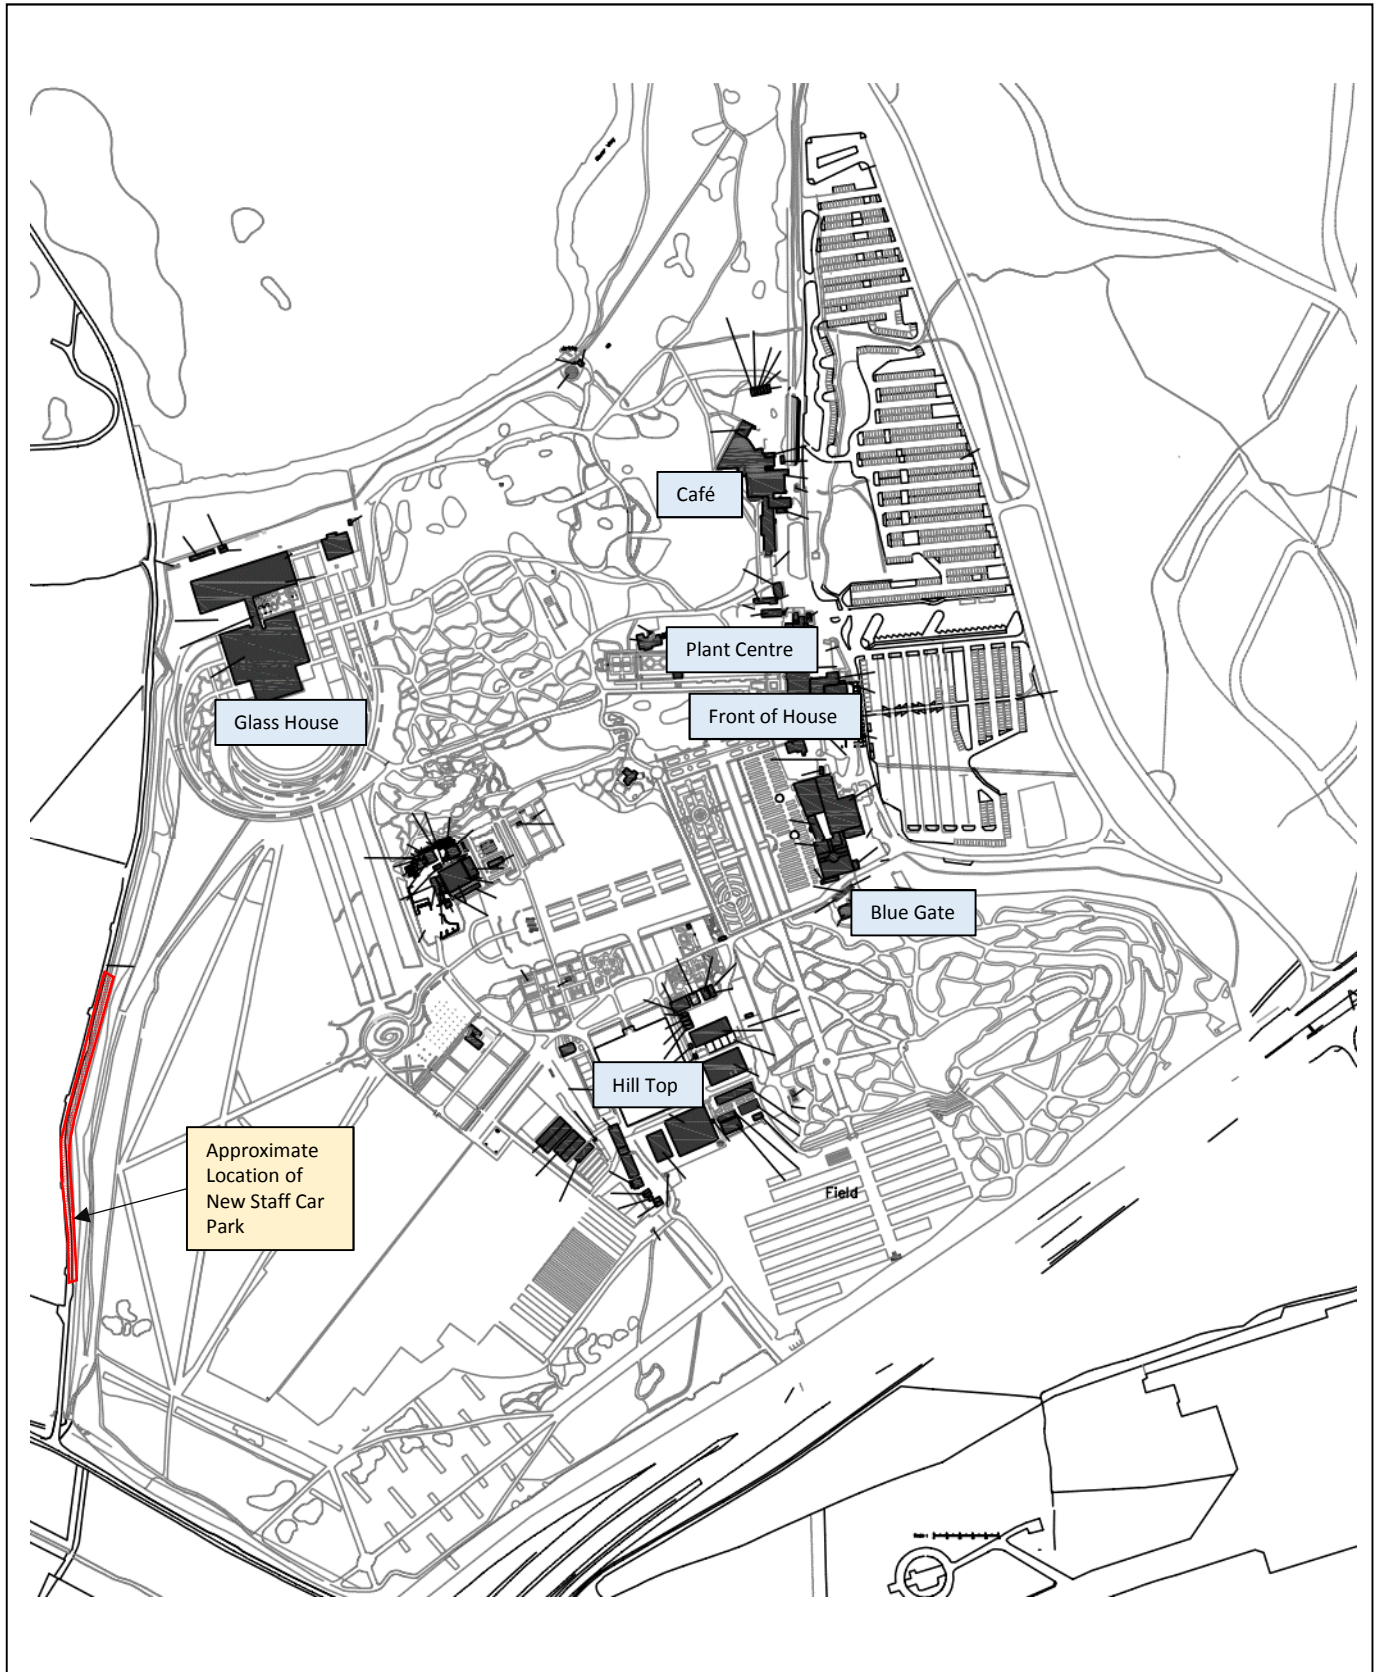 Café
Plant Centre
Front of House
Glass House
Blue Gate
Hill Top
Approximate
Location of
New Staff Car
Park
Field